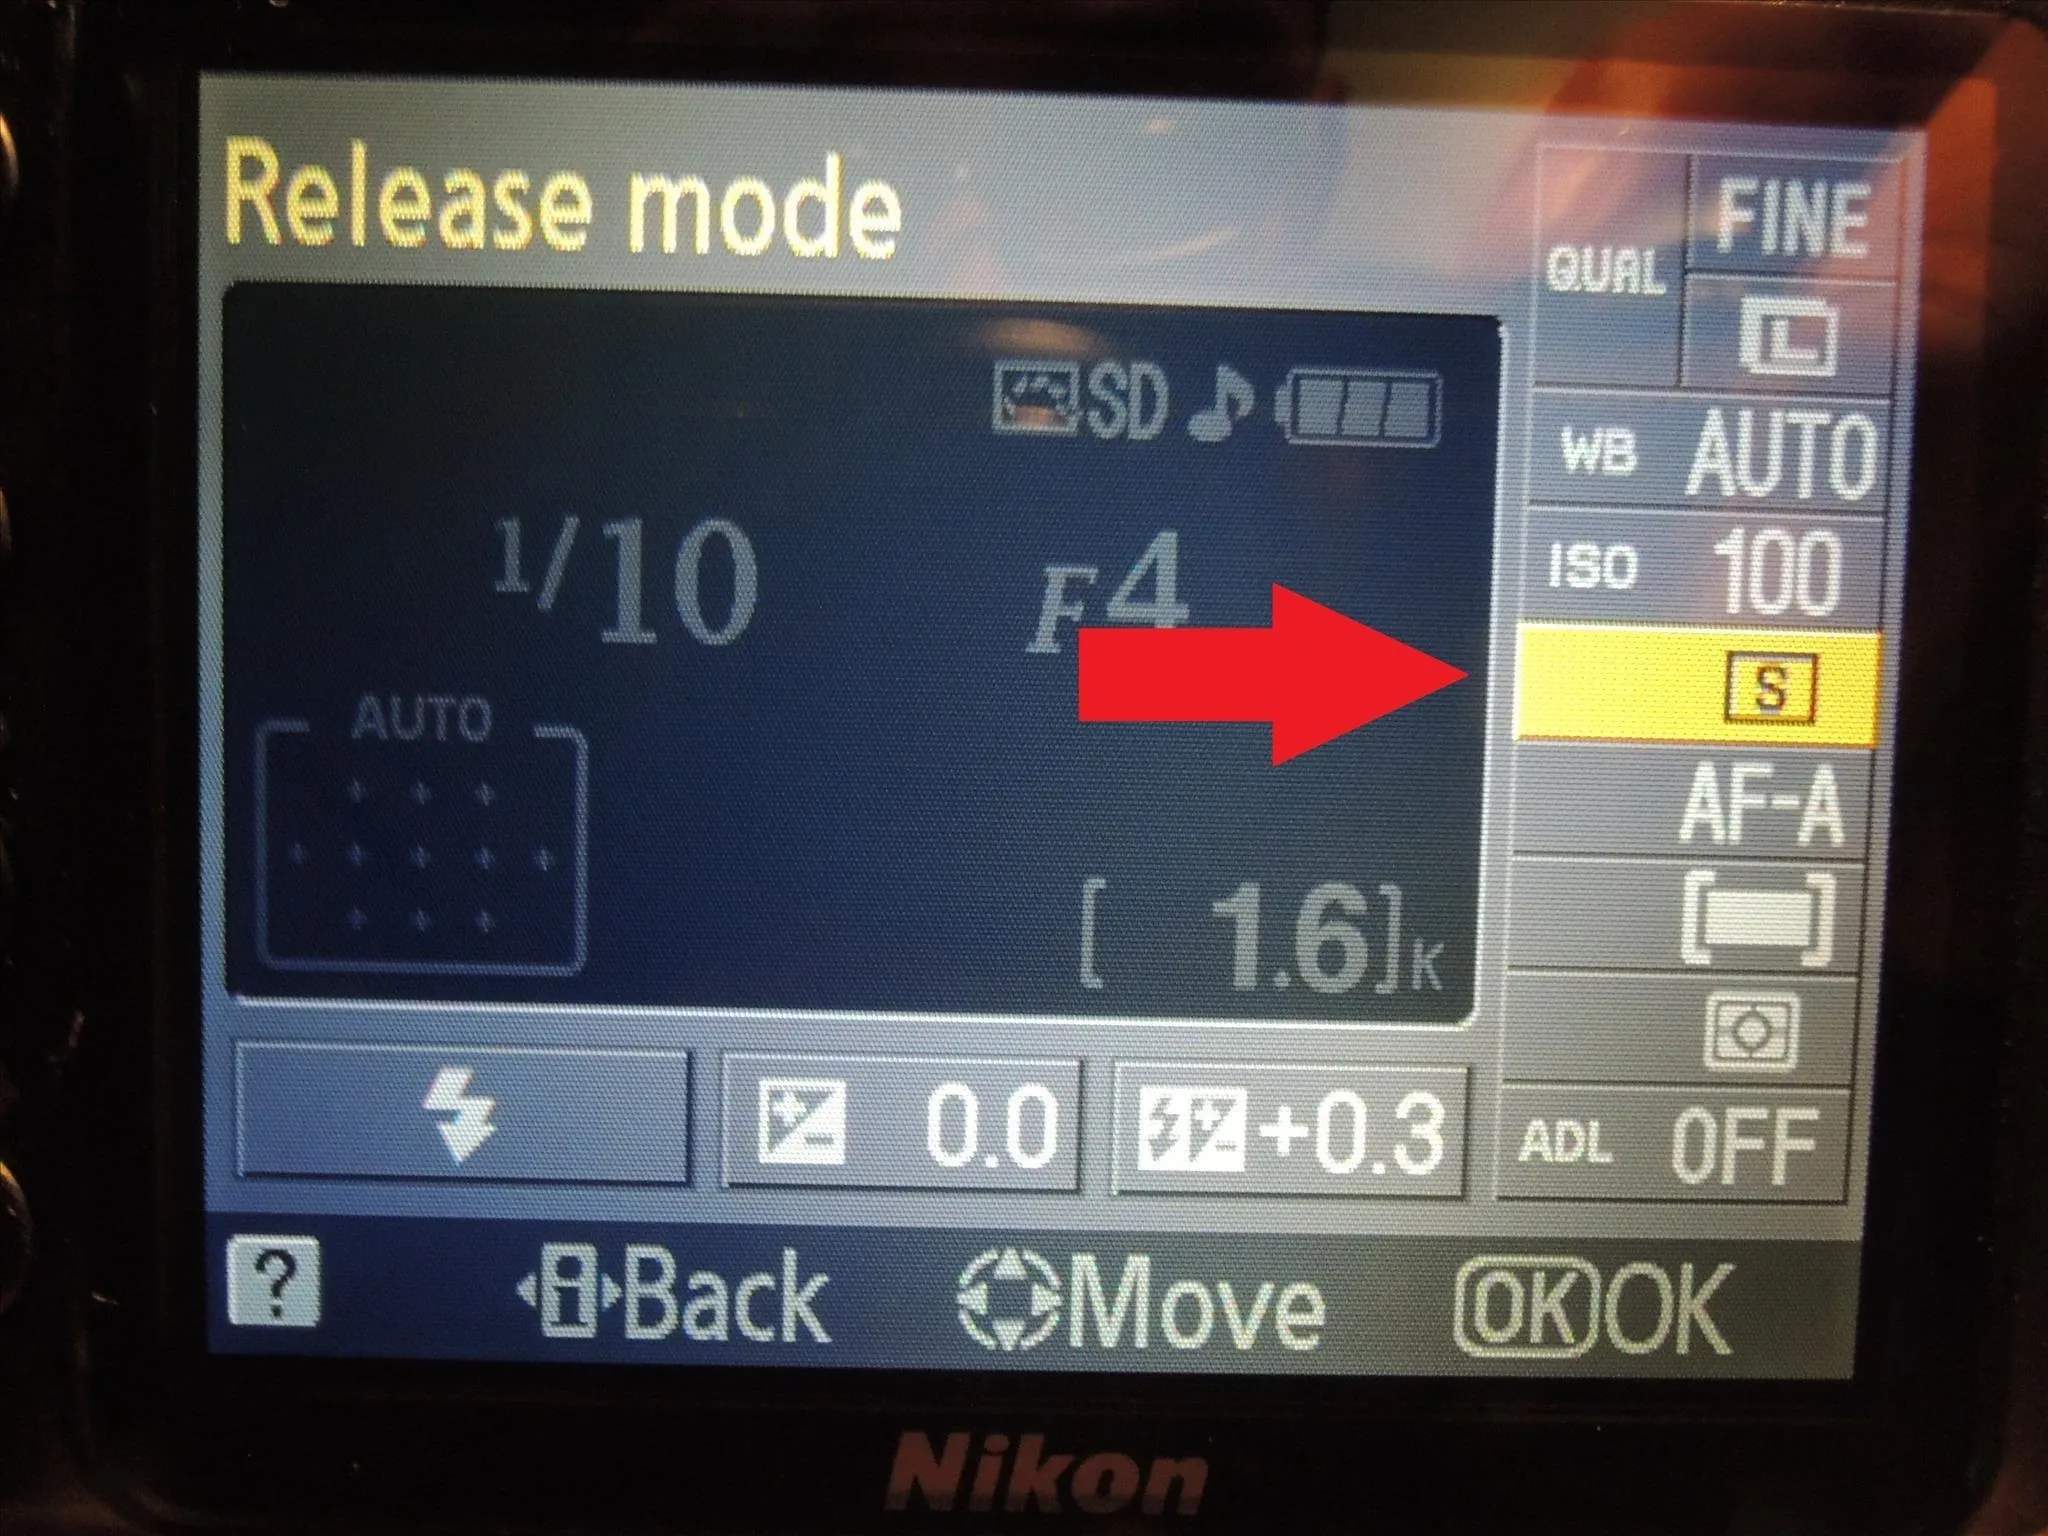 Release mode
QUAL FINE
L
SD
WB AUTO
1/10 F4
ISO 100
S
AUTO
AF-A
[ 1.6]K
0.0
+0.3
ADL OFF
? i Back Move OK OK
Nikon